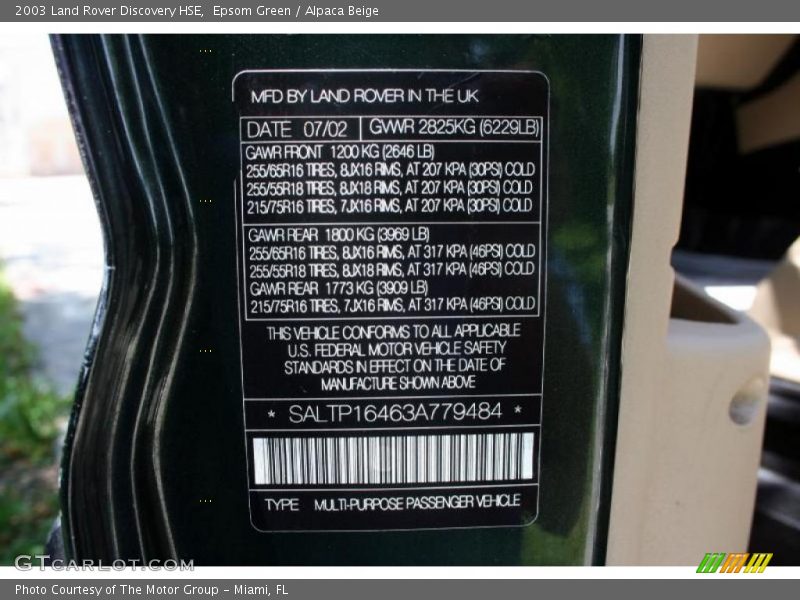 2003 Land Rover Discovery HSE,  Epsom Green / Alpaca Beige
MFD BY LAND ROVER IN THE UK
DATE 07/02 GWWR 2825KG (6229LB)
GAWR FRONT 1200 KG (2646 LB)
255/65R16 TIRES, 8JX16 RIMS, AT 207 KPA (30PSI) COLD
255/55R18 TIRES, 8JX18 RIMS, AT 207 KPA (30PSI) COLD
215/75R16 TIRES, 7JX16 RIMS, AT 207 KPA (30PSI) COLD
GAWR REAR 1800 KG (3969 LB)
255/65R16 TIRES, 8JX16 RIMS, AT 317 KPA (46PSI) COLD
255/55R18 TIRES, 8JX18 RIMS, AT 317 KPA (46PSI) COLD
GAWR REAR 1773 KG (3909 LB)
215/75R16 TIRES, 7JX16 RIMS, AT 317 KPA (46PSI) COLD
THIS VEHICLE CONFORMS TO ALL APPLICABLE
U.S. FEDERAL MOTOR VEHICLE SAFETY
STANDARDS IN EFFECT ON THE DATE OF
MANUFACTURE SHOWN ABOVE
* SALTP16463A779484 *
TYPE MULTI-PURPOSE PASSENGER VEHICLE
GTCARLOT.COM
Photo Courtesy of The Motor Group - Miami, FL